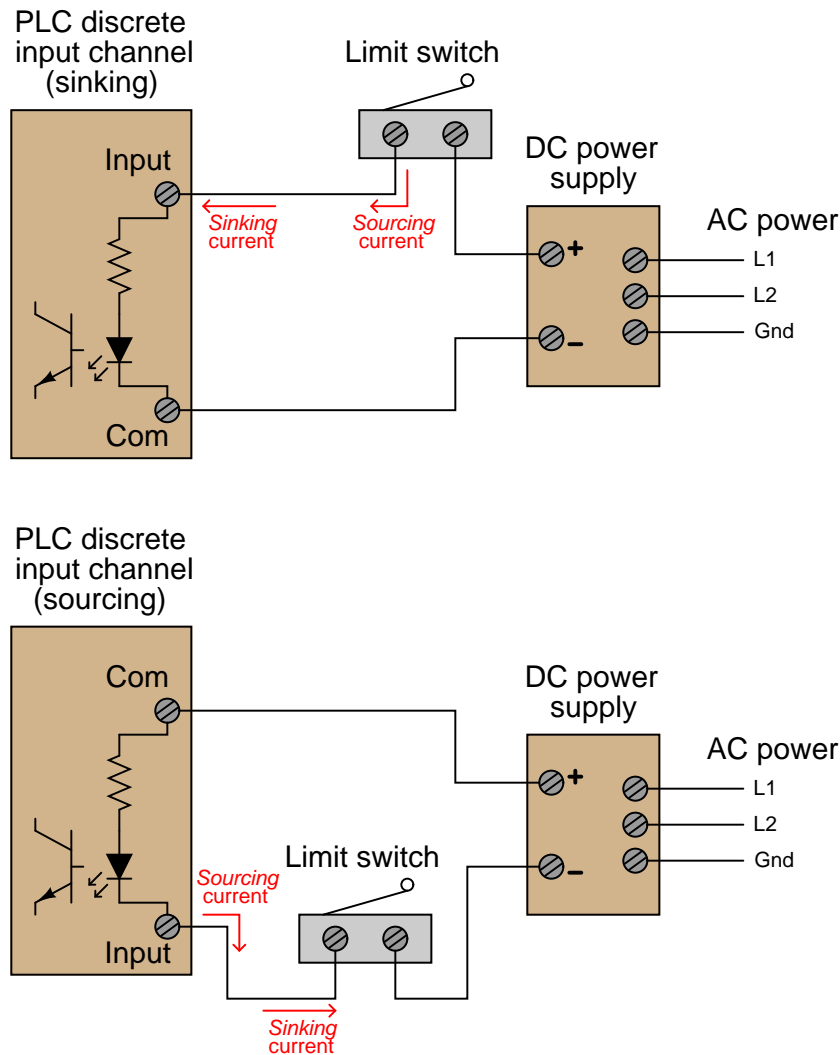 PLC discrete
input channel
(sinking)
Limit switch
Input
DC power
supply
AC power
+
L1
Sinking
current
Sourcing
current
L2
–
Gnd
Com
PLC discrete
input channel
(sourcing)
Com
DC power
supply
AC power
+
L1
L2
Limit switch
–
Gnd
Sourcing
current
Input
Sinking
current